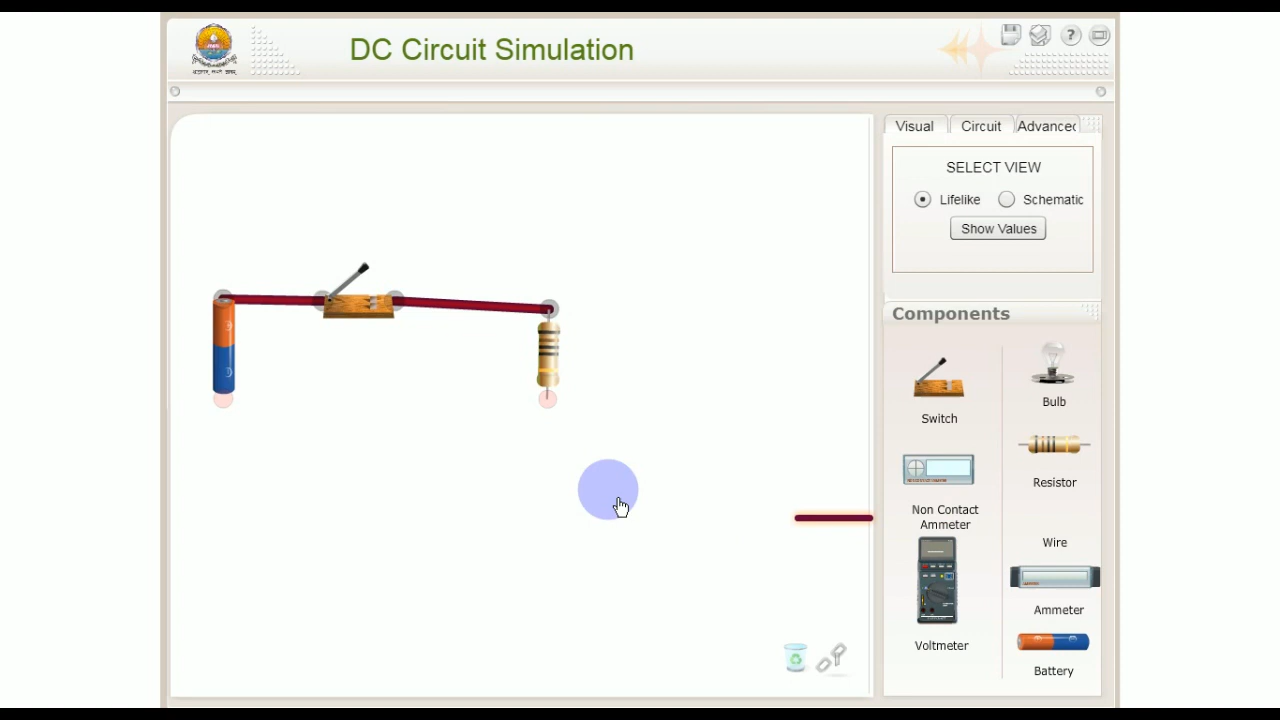 DC Circuit Simulation
?
Visual Circuit Advanced
SELECT VIEW
Lifelike Schematic
Show Values
Components
Switch
Bulb
Resistor
Non Contact
Ammeter
Wire
Ammeter
Voltmeter
Battery